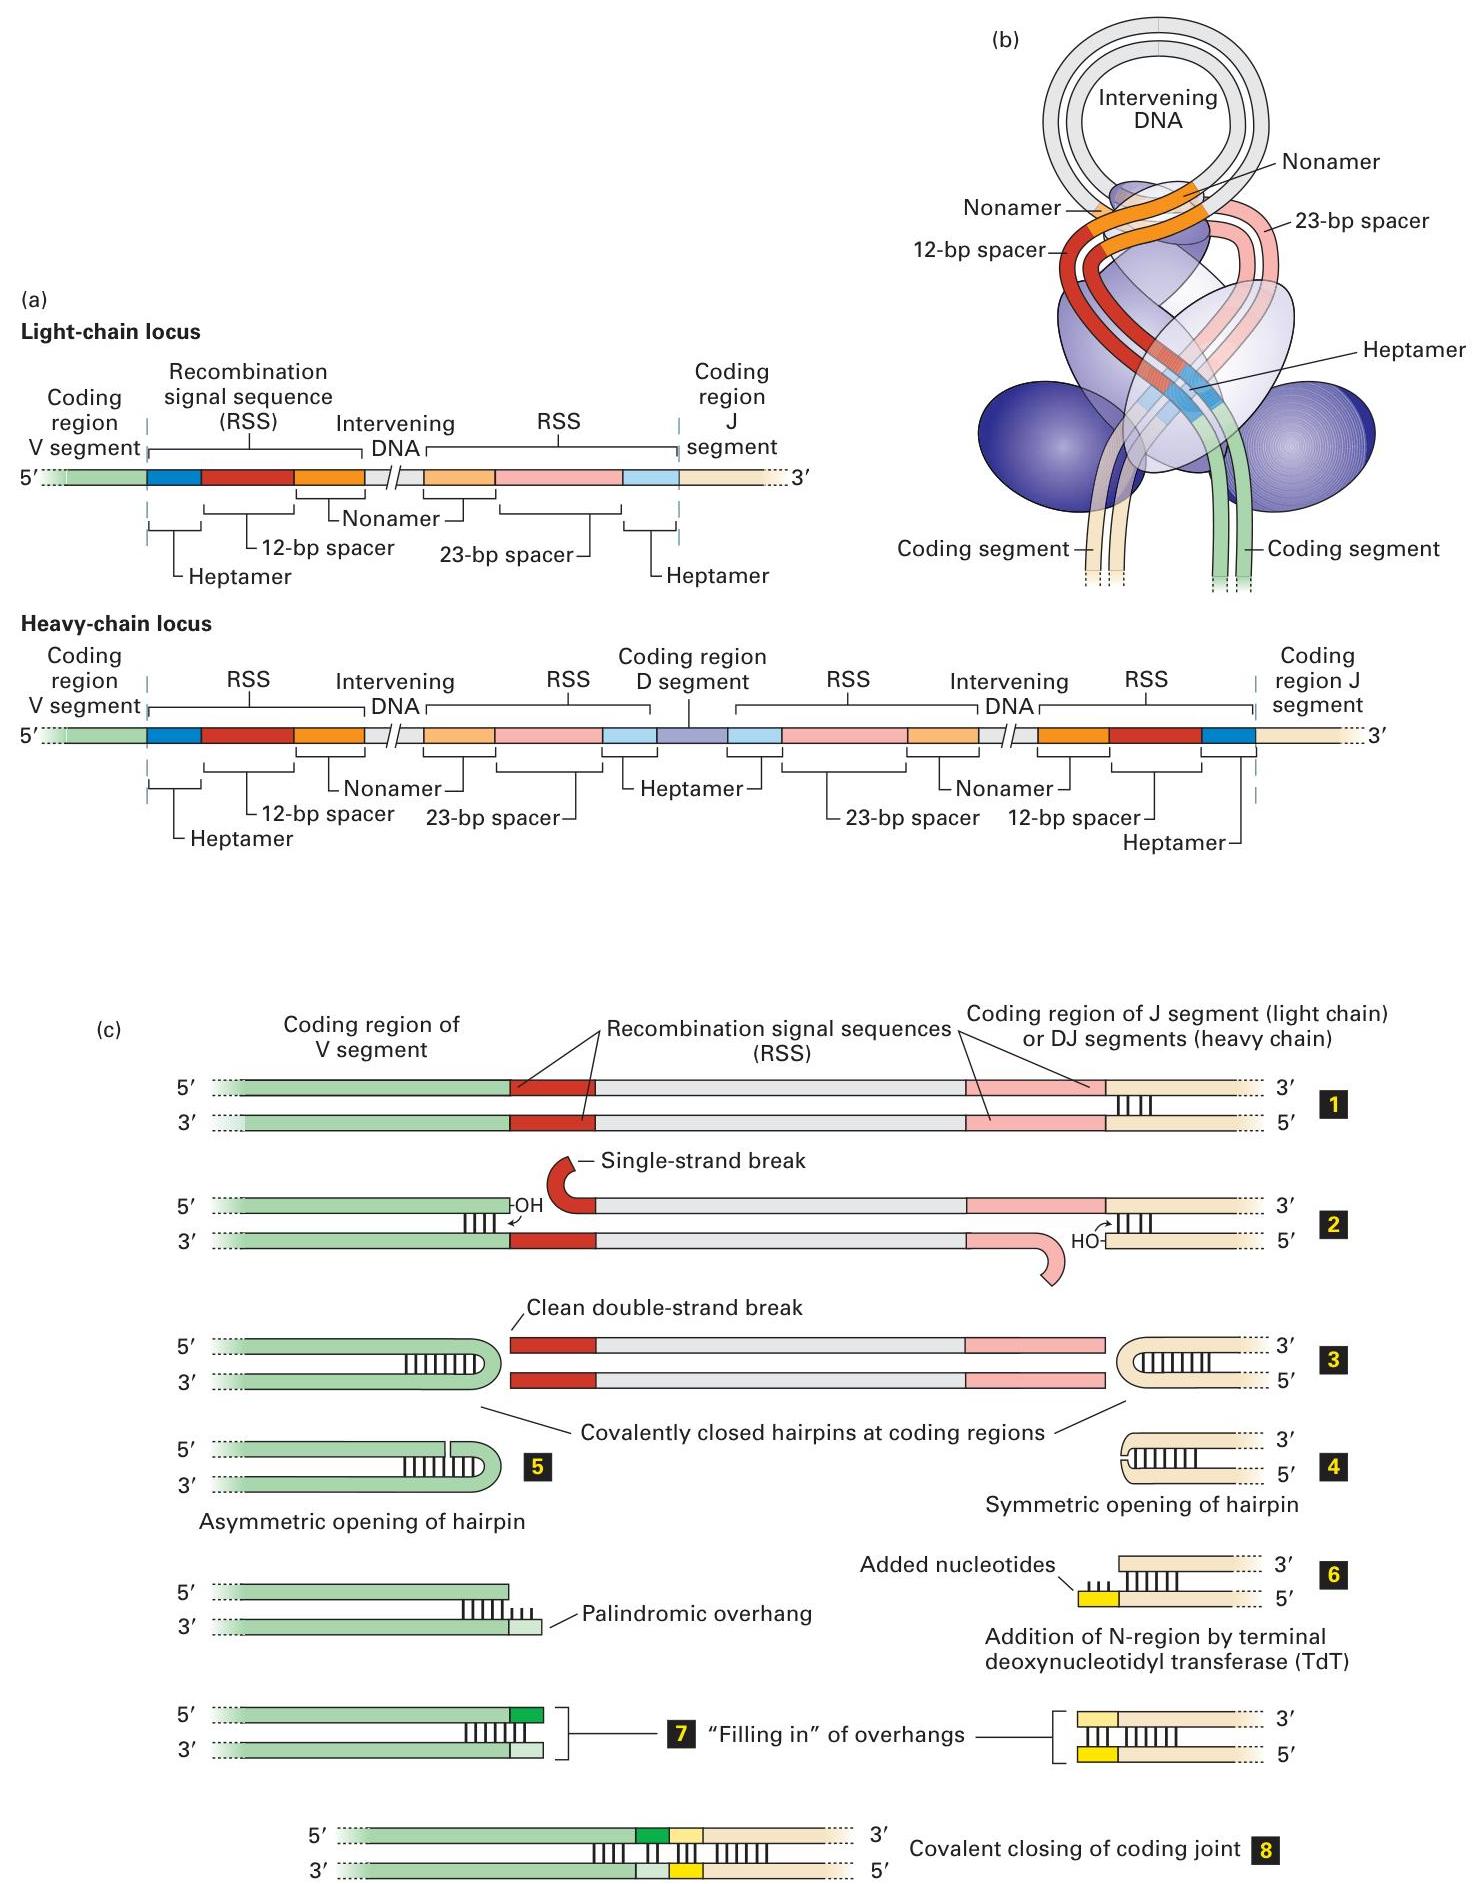 (b)
Intervening
DNA
Nonamer
Nonamer
23-bp spacer
12-bp spacer
Heptamer
Coding segment
Coding segment
(a)
Light-chain locus
Coding
region
V segment
Recombination
signal sequence
(RSS)
Intervening
DNA
RSS
Coding
region
J
segment
5′
3′
Nonamer
12-bp spacer
23-bp spacer
Heptamer
Heptamer
Heavy-chain locus
Coding
region
V segment
RSS
Intervening
DNA
RSS
Coding region
D segment
RSS
Intervening
DNA
RSS
Coding
region J
segment
5′
3′
Nonamer
Heptamer
Nonamer
12-bp spacer
23-bp spacer
23-bp spacer
12-bp spacer
Heptamer
Heptamer
(c)
Coding region of
V segment
Recombination signal sequences
(RSS)
Coding region of J segment (light chain)
or DJ segments (heavy chain)
5′
3′
1
3′
5′
Single-strand break
5′
OH
3′
2
3′
HO
5′
Clean double-strand break
5′
3′
3
3′
5′
Covalently closed hairpins at coding regions
5′
3′
5
4
3′
5′
Asymmetric opening of hairpin
Symmetric opening of hairpin
Added nucleotides
3′
6
5′
5′
3′
Palindromic overhang
Addition of N-region by terminal
deoxynucleotidyl transferase (TdT)
5′
3′
7
"Filling in" of overhangs
3′
5′
5′
3′
3′
5′
Covalent closing of coding joint
8